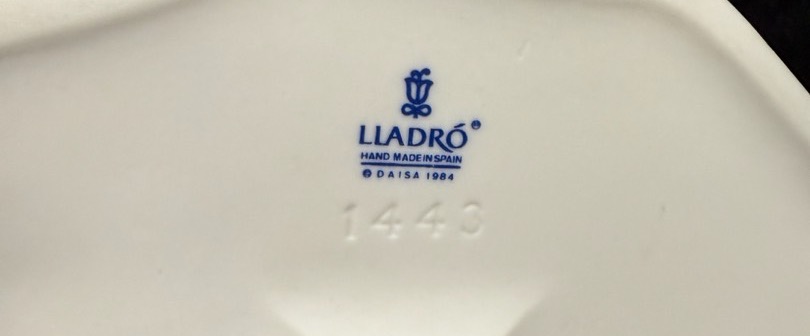 LLADRÓ
HAND MADE IN SPAIN
© DAISA 1984
1443